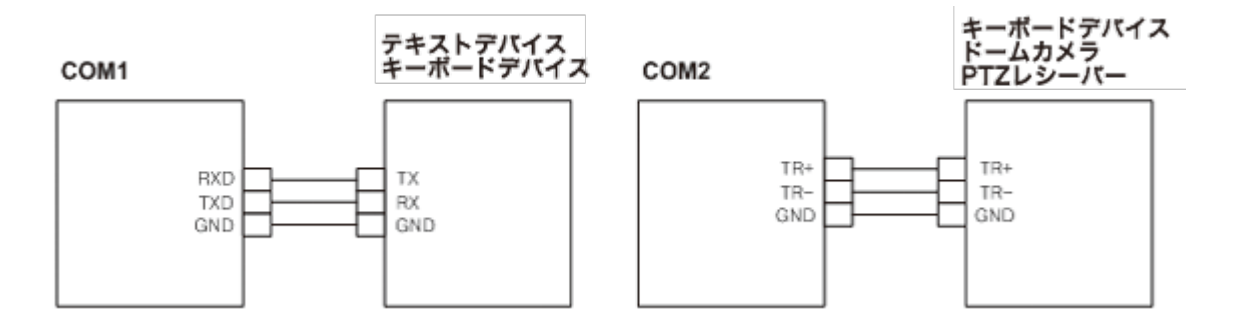 COM1
テキストデバイス
キーボードデバイス
RXD
TXD
GND
TX
RX
GND
COM2
キーボードデバイス
ドームカメラ
PTZレシーバー
TR+
TR-
GND
TR+
TR-
GND